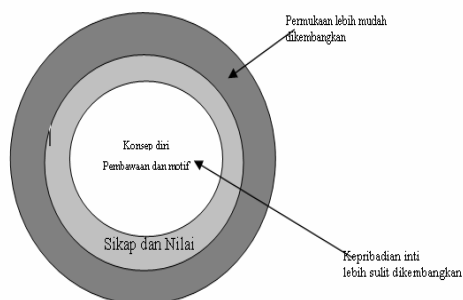 Permukaan lebih mudah
dikembangkan
Konsep diri
Pembawaan dan motif
Sikap dan Nilai
Kepribadian inti
lebih sulit dikembangkan